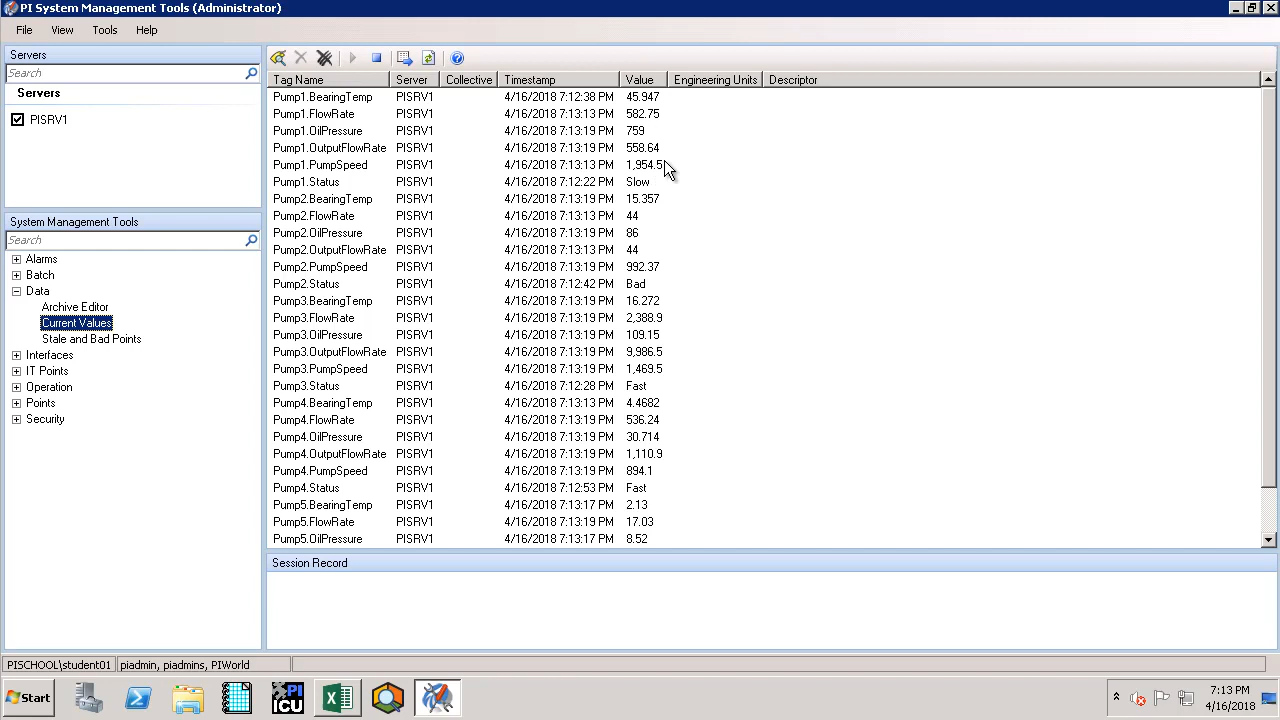 PI System Management Tools (Administrator)
File View Tools Help
Servers
Search
Servers
PISRV1
System Management Tools
Search
Alarms
Batch
Data
Archive Editor
Current Values
Stale and Bad Points
Interfaces
IT Points
Operation
Points
Security
Tag Name Server Collective Timestamp Value Engineering Units Descriptor
Pump1.BearingTemp PISRV1 4/16/2018 7:12:38 PM 45.947
Pump1.FlowRate PISRV1 4/16/2018 7:13:13 PM 582.75
Pump1.OilPressure PISRV1 4/16/2018 7:13:19 PM 759
Pump1.OutputFlowRate PISRV1 4/16/2018 7:13:19 PM 558.64
Pump1.PumpSpeed PISRV1 4/16/2018 7:13:13 PM 1,954.5
Pump1.Status PISRV1 4/16/2018 7:12:22 PM Slow
Pump2.BearingTemp PISRV1 4/16/2018 7:13:19 PM 15.357
Pump2.FlowRate PISRV1 4/16/2018 7:13:13 PM 44
Pump2.OilPressure PISRV1 4/16/2018 7:13:19 PM 86
Pump2.OutputFlowRate PISRV1 4/16/2018 7:13:13 PM 44
Pump2.PumpSpeed PISRV1 4/16/2018 7:13:19 PM 992.37
Pump2.Status PISRV1 4/16/2018 7:12:42 PM Bad
Pump3.BearingTemp PISRV1 4/16/2018 7:13:19 PM 16.272
Pump3.FlowRate PISRV1 4/16/2018 7:13:19 PM 2,388.9
Pump3.OilPressure PISRV1 4/16/2018 7:13:19 PM 109.15
Pump3.OutputFlowRate PISRV1 4/16/2018 7:13:19 PM 9,986.5
Pump3.PumpSpeed PISRV1 4/16/2018 7:13:19 PM 1,469.5
Pump3.Status PISRV1 4/16/2018 7:12:28 PM Fast
Pump4.BearingTemp PISRV1 4/16/2018 7:13:13 PM 4.4682
Pump4.FlowRate PISRV1 4/16/2018 7:13:19 PM 536.24
Pump4.OilPressure PISRV1 4/16/2018 7:13:19 PM 30.714
Pump4.OutputFlowRate PISRV1 4/16/2018 7:13:19 PM 1,110.9
Pump4.PumpSpeed PISRV1 4/16/2018 7:13:19 PM 894.1
Pump4.Status PISRV1 4/16/2018 7:12:53 PM Fast
Pump5.BearingTemp PISRV1 4/16/2018 7:13:17 PM 2.13
Pump5.FlowRate PISRV1 4/16/2018 7:13:19 PM 17.03
Pump5.OilPressure PISRV1 4/16/2018 7:13:17 PM 8.52
Session Record
PISCHOOL\student01 piadmin, piadmins, PIWorld
Start
PI
ICU
7:13 PM
4/16/2018